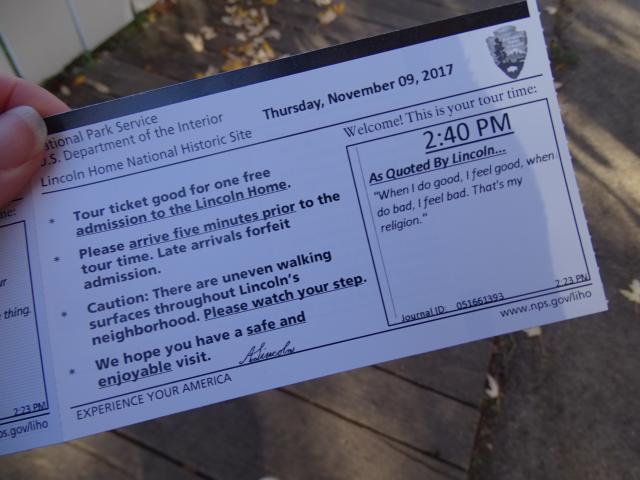 ational Park Service
U.S. Department of the Interior
Lincoln Home National Historic Site
Thursday, November 09, 2017
* Tour ticket good for one free
admission to the Lincoln Home.
* Please arrive five minutes prior to the
tour time. Late arrivals forfeit
admission.
* Caution: There are uneven walking
surfaces throughout Lincoln's
neighborhood. Please watch your step.
* We hope you have a safe and
enjoyable visit.
A. Lincoln
EXPERIENCE YOUR AMERICA
Welcome! This is your tour time:
2:40 PM
As Quoted By Lincoln...
"When I do good, I feel good, when
do bad, I feel bad. That's my
religion."
Journal ID: 051661393
2:23 PM
www.nps.gov/liho
me:
ur
e thing.
2:23 PM
ps.gov/liho